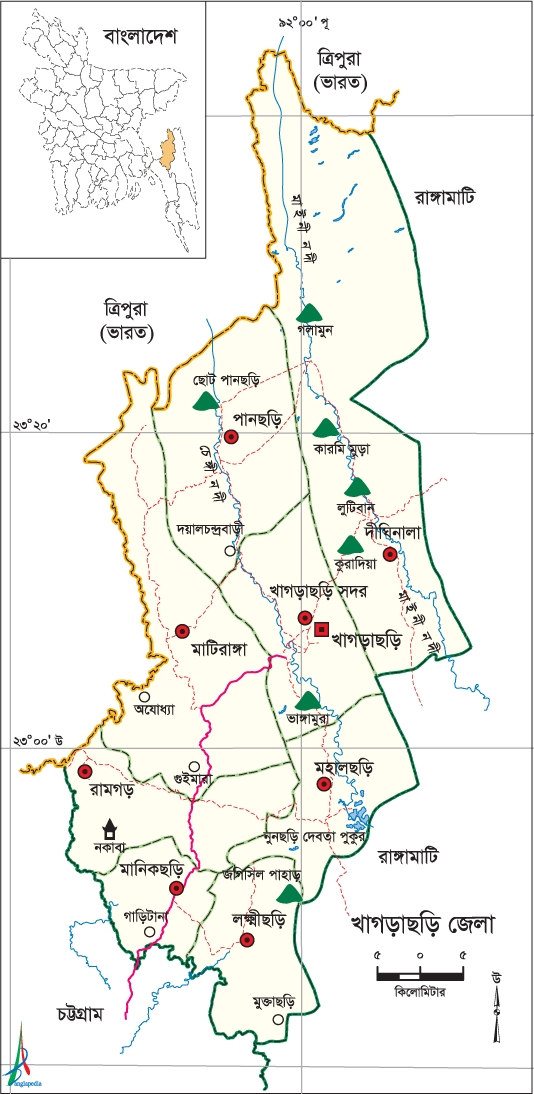 ৯২°০০' পূ
বাংলাদেশ
ত্রিপুরা
(ভারত)
রাঙ্গামাটি
মাইনী নদী
ত্রিপুরা
(ভারত)
গলামুন
ছোট পানছড়ি
পানছড়ি
২৩°২০'
কারমি মুড়া
চেঙ্গী নদী
লুটিবান
দয়ালচন্দ্রবাড়ী
দীঘিনালা
কুরাদিয়া
খাগড়াছড়ি সদর
মাইনী নদী
মাটিরাঙ্গা
খাগড়াছড়ি
অযোধ্যা
ভাঙ্গামুরা
২৩°০০' উ
গুইমারা
মহালছড়ি
রামগড়
নুনছড়ি দেবতা পুকুর
নকাবা
রাঙ্গামাটি
মানিকছড়ি
জগিসিল পাহাড়
গাড়িটানা
লক্ষ্মীছড়ি
খাগড়াছড়ি জেলা
৫ ০ ৫
কিলোমিটার
উ
মুক্তাছড়ি
চট্টগ্রাম
Banglapedia